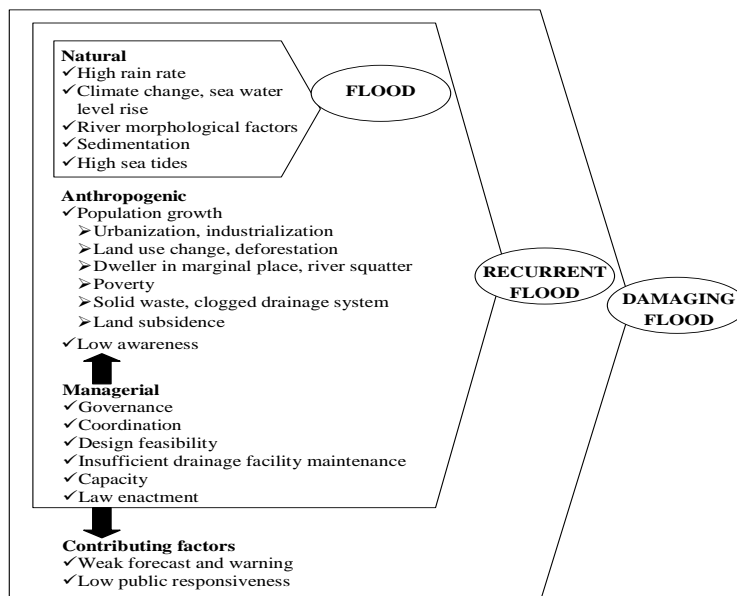 Natural
✓High rain rate
✓Climate change, sea water
level rise
✓River morphological factors
✓Sedimentation
✓High sea tides
FLOOD
Anthropogenic
✓Population growth
➢Urbanization, industrialization
➢Land use change, deforestation
➢Dweller in marginal place, river squatter
➢Poverty
➢Solid waste, clogged drainage system
➢Land subsidence
✓Low awareness
RECURRENT
FLOOD
DAMAGING
FLOOD
Managerial
✓Governance
✓Coordination
✓Design feasibility
✓Insufficient drainage facility maintenance
✓Capacity
✓Law enactment
Contributing factors
✓Weak forecast and warning
✓Low public responsiveness